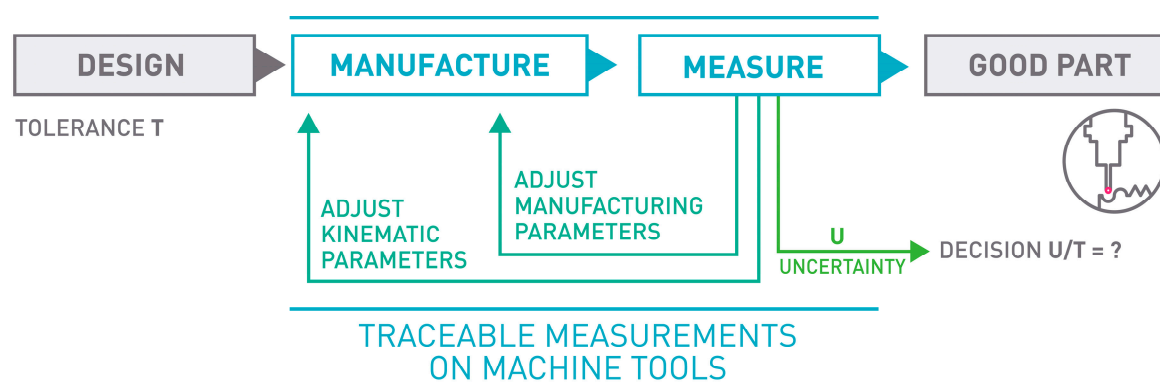 DESIGN
MANUFACTURE
MEASURE
GOOD PART
TOLERANCE T
ADJUST
KINEMATIC
PARAMETERS
ADJUST
MANUFACTURING
PARAMETERS
U
UNCERTAINTY
DECISION U/T = ?
TRACEABLE MEASUREMENTS
ON MACHINE TOOLS